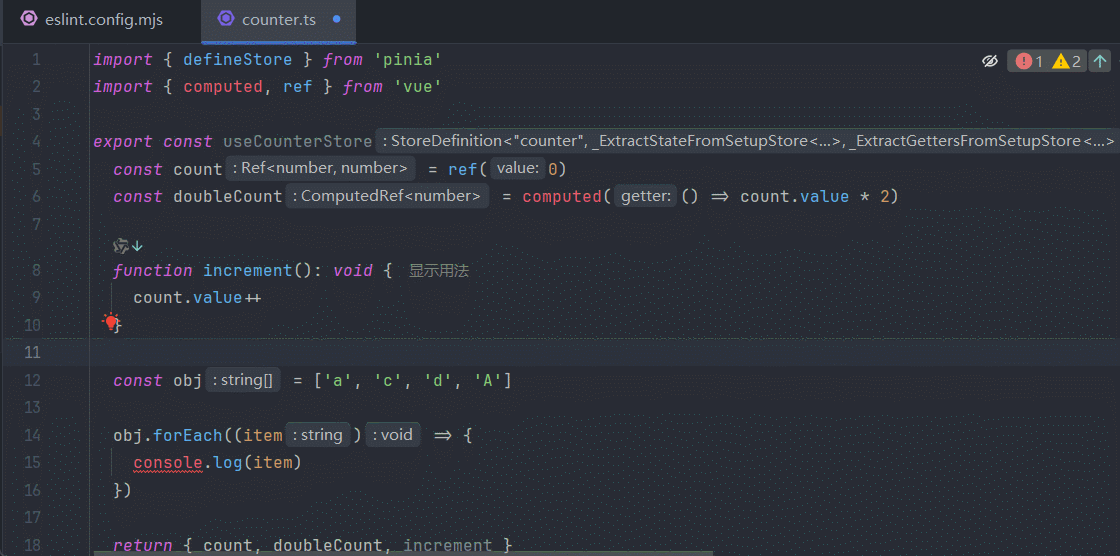 eslint.config.mjs counter.ts
1 import { defineStore } from 'pinia' 1 2
2 import { computed, ref } from 'vue'
3
4 export const useCounterStore : StoreDefinition<"counter", _ExtractStateFromSetupStore<...>, _ExtractGettersFromSetupStore<...>
5 const count : Ref<number, number> = ref( value: 0)
6 const doubleCount : ComputedRef<number> = computed( getter: () => count.value * 2)
7
8 function increment(): void { 显示用法
9 count.value++
10 }
11
12 const obj : string[] = ['a', 'c', 'd', 'A']
13
14 obj.forEach((item : string ) : void => {
15 console.log(item)
16 })
17
18 return { count, doubleCount, increment }